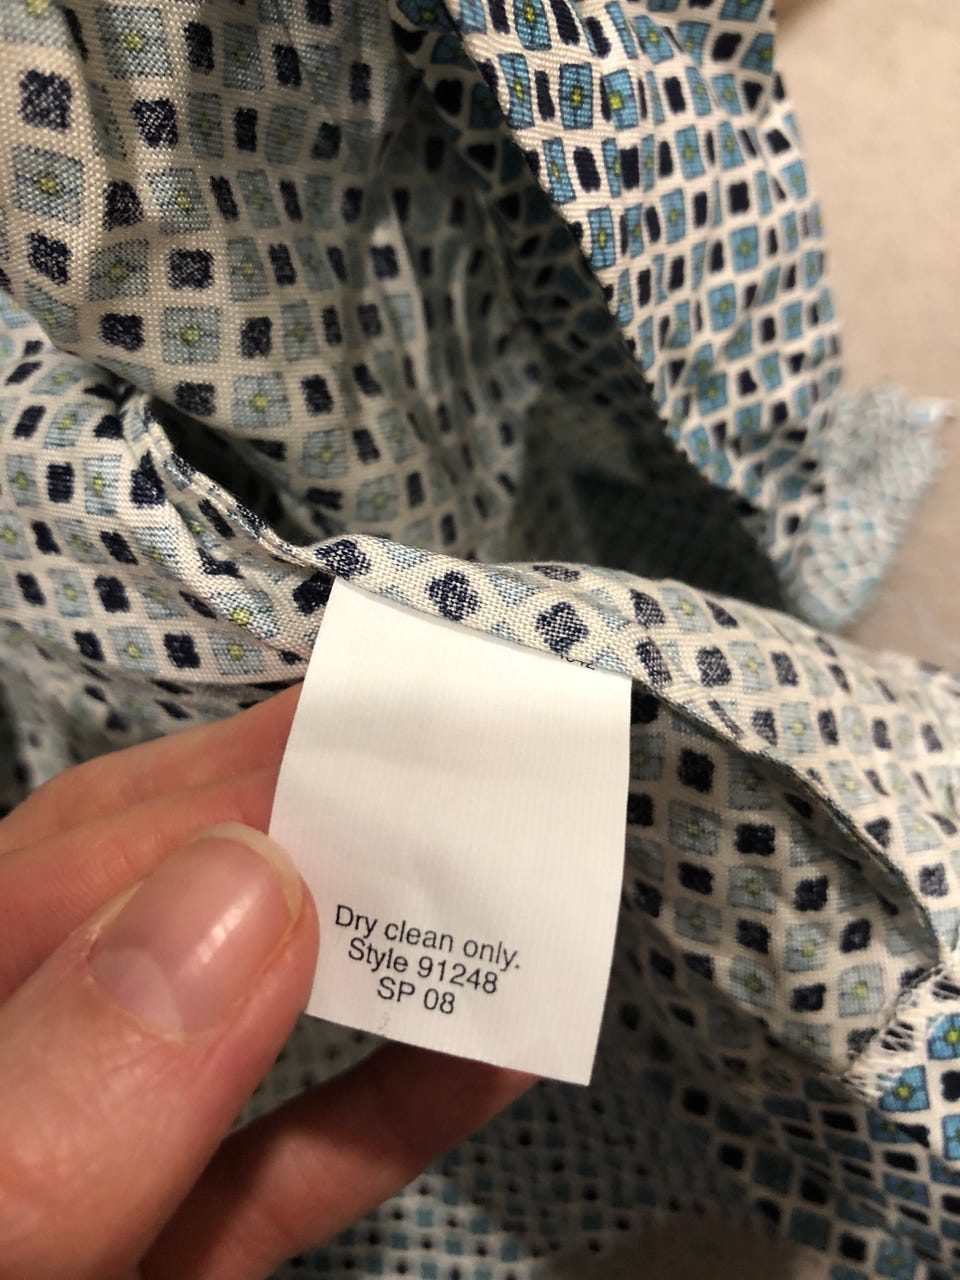 Dry clean only.
Style 91248
SP 08